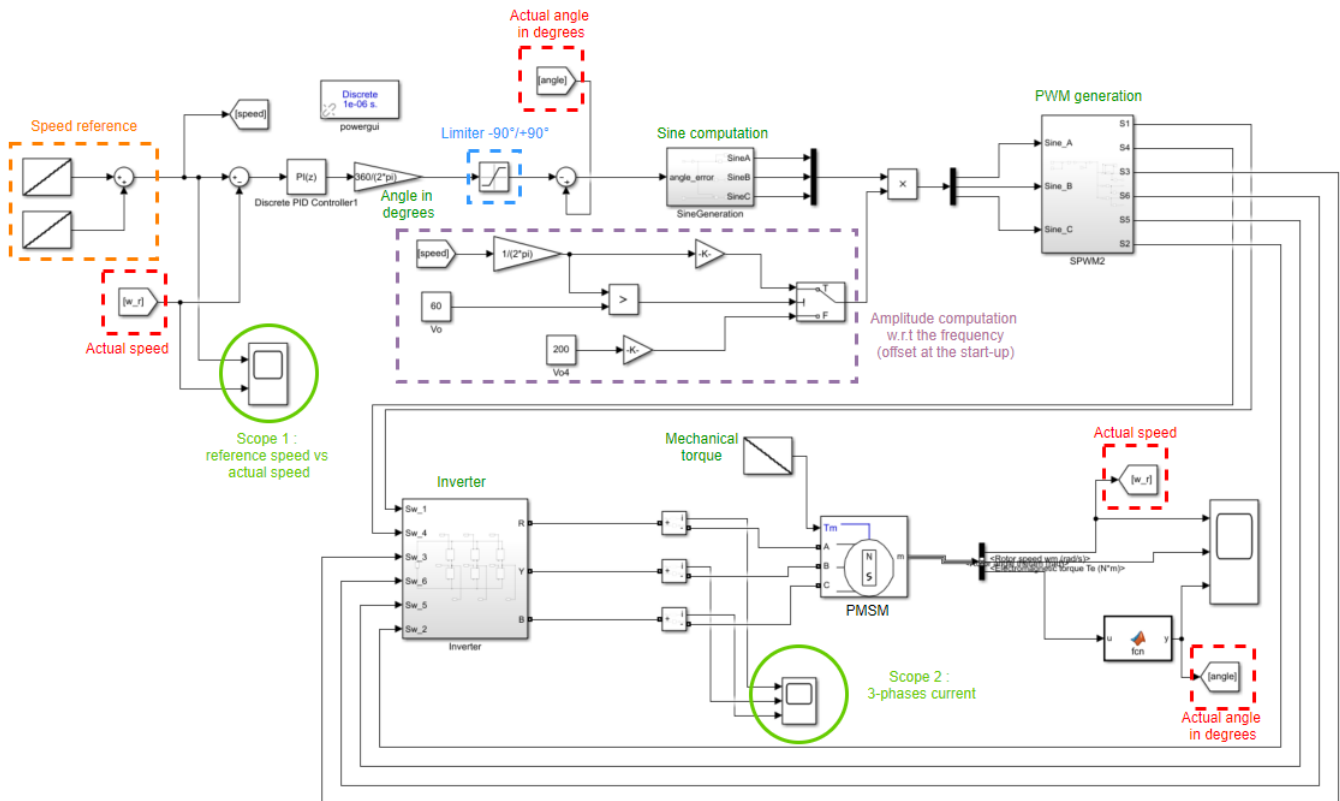 Actual angle
in degrees
[angle]
Discrete
1e-06 s.
powergui
[speed]
Speed reference
Limiter -90°/+90°
Sine computation
PWM generation
PI(z)
Discrete PID Controller1
360/(2*pi)
Angle in
degrees
angle_error
SineA
SineB
SineC
SineGeneration
×
Sine_A
Sine_B
Sine_C
S1
S4
S3
S6
S5
S2
SPWM2
[speed]
1/(2*pi)
-K-
60
Vo
>
T
F
200
Vo4
-K-
Amplitude computation
w.r.t the frequency
(offset at the start-up)
[w_r]
Actual speed
Scope 1 :
reference speed vs
actual speed
Mechanical
torque
Actual speed
[w_r]
Inverter
Sw_1
Sw_4
Sw_3
Sw_6
Sw_5
Sw_2
R
Y
B
Inverter
+ i -
+ i -
+ i -
Tm
A
B
C
N
S
m
PMSM
<Rotor speed wm (rad/s)>
<Electromagnetic torque Te (N*m)>
u
y
fcn
[angle]
Scope 2 :
3-phases current
Actual angle
in degrees